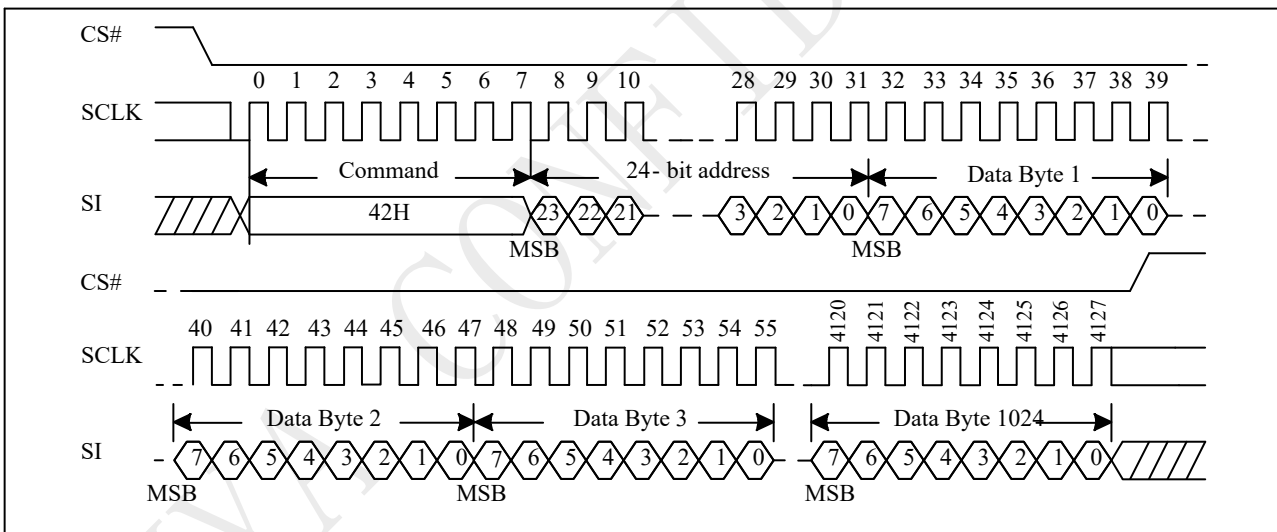 CS#
0 1 2 3 4 5 6 7 8 9 10 28 29 30 31 32 33 34 35 36 37 38 39
SCLK
Command 24- bit address Data Byte 1
SI 42H 23 22 21 3 2 1 0 7 6 5 4 3 2 1 0
MSB MSB
CS#
40 41 42 43 44 45 46 47 48 49 50 51 52 53 54 55 4120 4121 4122 4123 4124 4125 4126 4127
SCLK
Data Byte 2 Data Byte 3 Data Byte 1024
SI 7 6 5 4 3 2 1 0 7 6 5 4 3 2 1 0 7 6 5 4 3 2 1 0
MSB MSB MSB